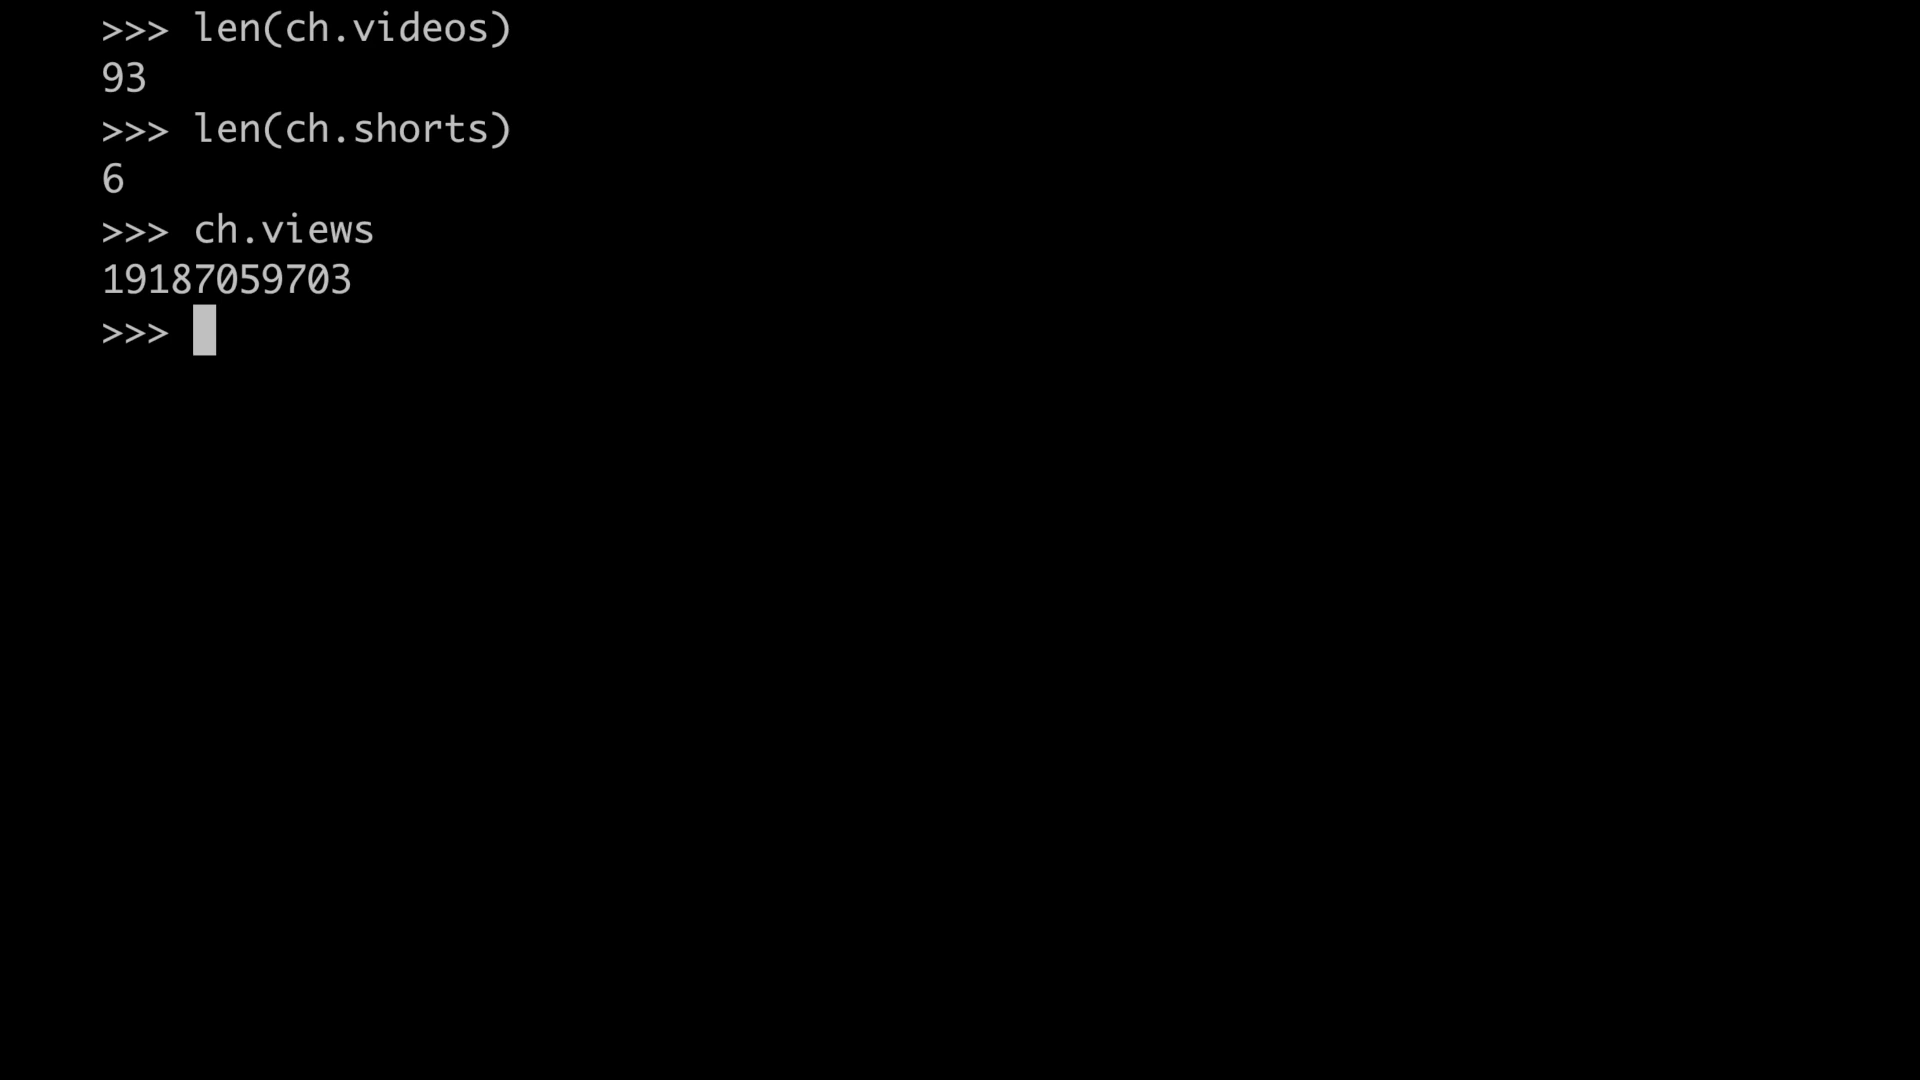 >>> len(ch.videos)
93
>>> len(ch.shorts)
6
>>> ch.views
19187059703
>>>